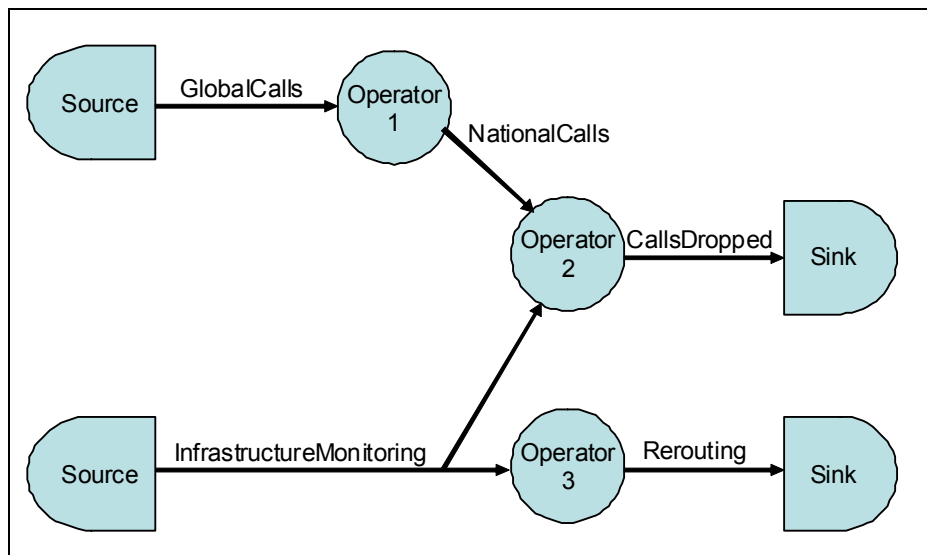 Source
GlobalCalls
Operator
1
NationalCalls
Operator
2
CallsDropped
Sink
Source
InfrastructureMonitoring
Operator
3
Rerouting
Sink